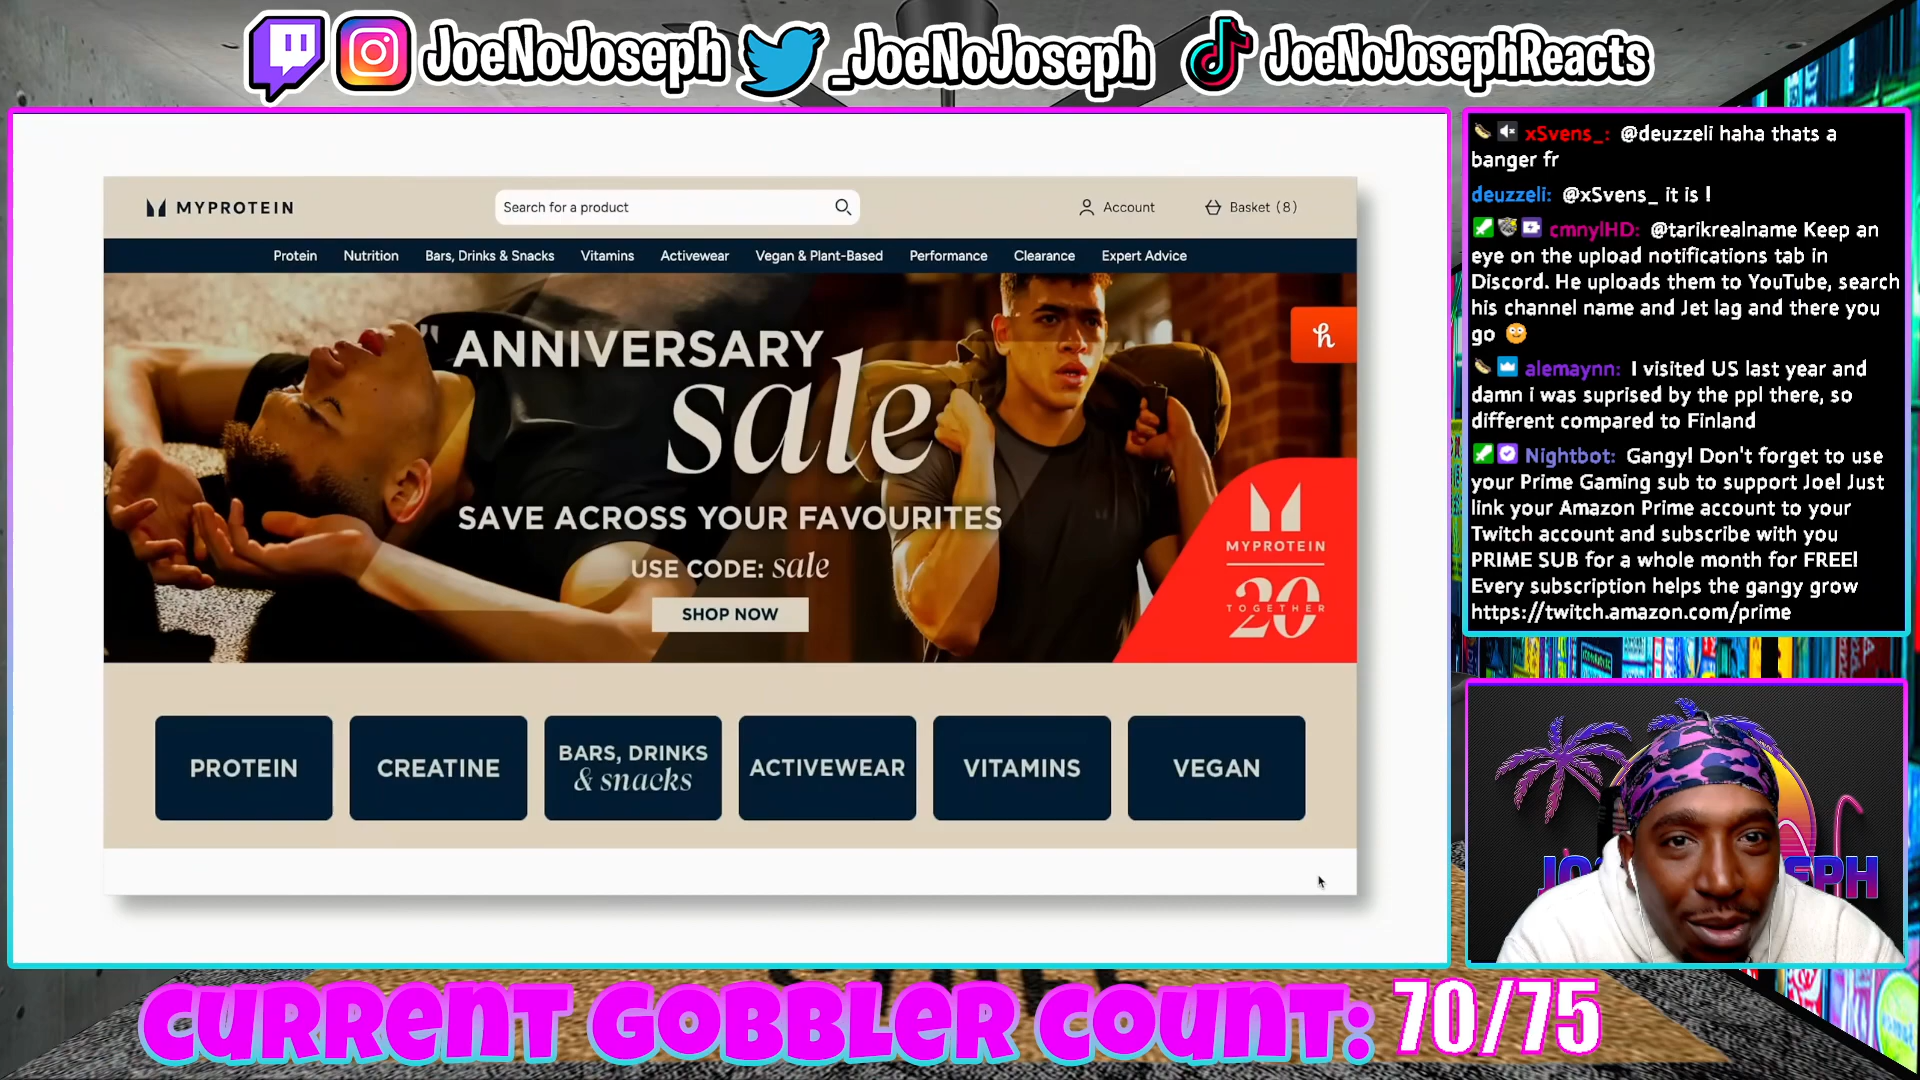 JoeNoJoseph _JoeNoJoseph JoeNoJosephReacts
MYPROTEIN
Search for a product
Account
Basket (8)
Protein Nutrition Bars, Drinks & Snacks Vitamins Activewear Vegan & Plant-Based Performance Clearance Expert Advice
ANNIVERSARY
sale
SAVE ACROSS YOUR FAVOURITES
USE CODE: sale
SHOP NOW
h
MYPROTEIN
20
TOGETHER
PROTEIN
CREATINE
BARS, DRINKS
& snacks
ACTIVEWEAR
VITAMINS
VEGAN
xSvens_: @deuzzeli haha thats a
banger fr
deuzzeli: @xSvens_ it is !
cmnylHD: @tarikrealname Keep an
eye on the upload notifications tab in
Discord. He uploads them to YouTube, search
his channel name and Jet lag and there you
go
alemaynn: I visited US last year and
damn i was suprised by the ppl there, so
different compared to Finland
Nightbot: Gangy! Don't forget to use
your Prime Gaming sub to support Joe! Just
link your Amazon Prime account to your
Twitch account and subscribe with you
PRIME SUB for a whole month for FREE!
Every subscription helps the gangy grow
https://twitch.amazon.com/prime
CURRENT GOBBLER COUNT: 70/75